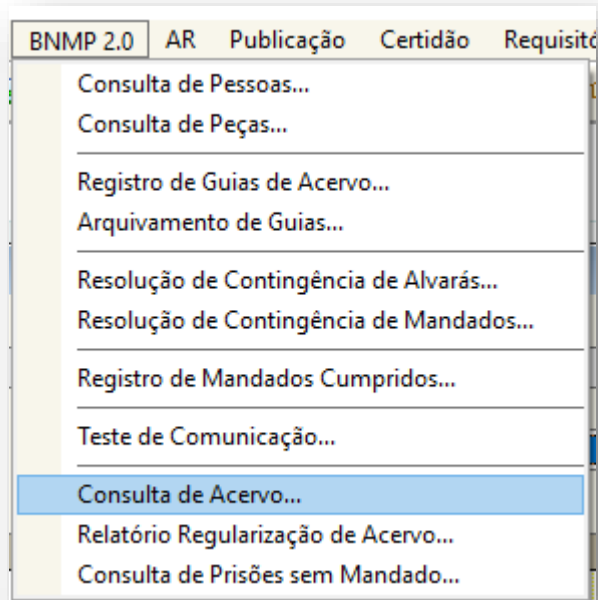 BNMP 2.0 AR Publicação Certidão
Consulta de Pessoas...
Consulta de Peças...
Registro de Guias de Acervo...
Arquivamento de Guias...
Resolução de Contingência de Alvarás...
Resolução de Contingência de Mandados...
Registro de Mandados Cumpridos...
Teste de Comunicação...
Consulta de Acervo...
Relatório Regularização de Acervo...
Consulta de Prisões sem Mandado...